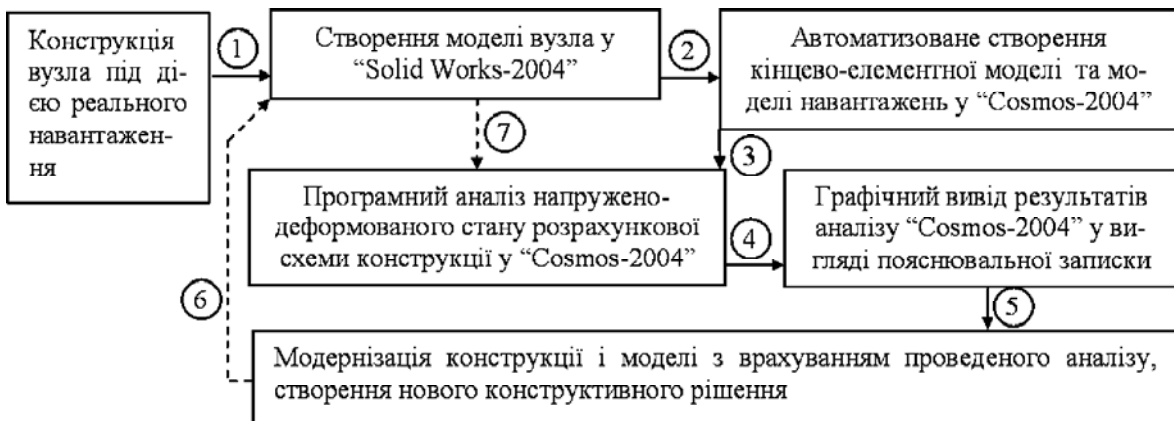 Конструкція
вузла під ді-
єю реального
навантажен-
ня
1
Створення моделі вузла у
“Solid Works-2004”
2
Автоматизоване створення
кінцево-елементної моделі та мо-
делі навантажень у “Cosmos-2004”
7
3
Програмний аналіз напружено-
деформованого стану розрахункової
схеми конструкції у “Cosmos-2004”
4
Графічний вивід результатів
аналізу “Cosmos-2004” у ви-
гляді пояснювальної записки
6
5
Модернізація конструкції і моделі з врахуванням проведеного аналізу,
створення нового конструктивного рішення